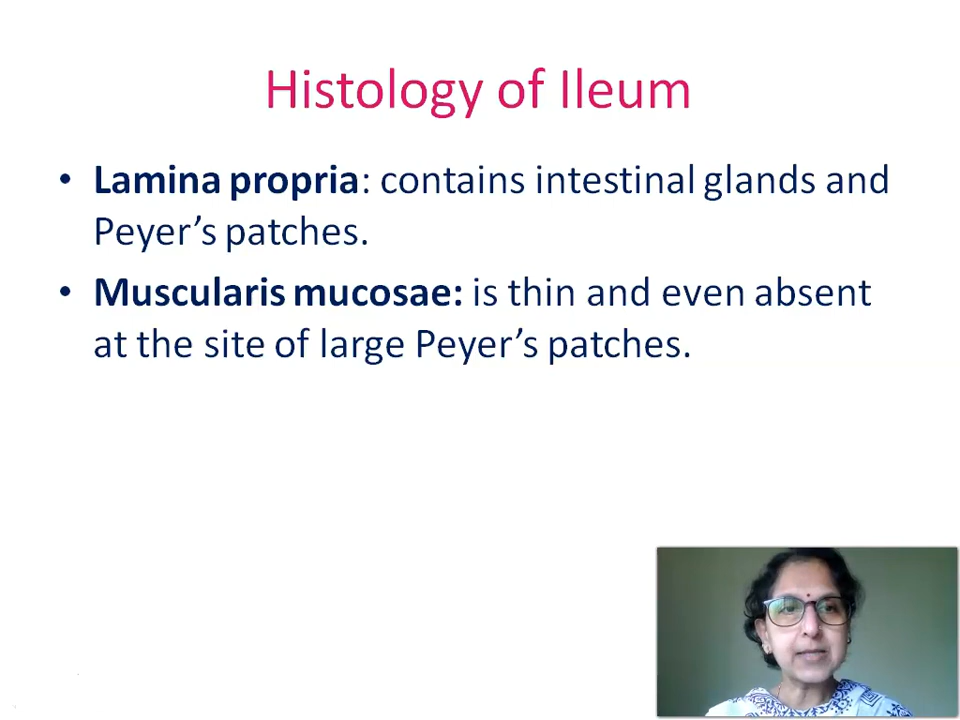 Histology of Ileum
• Lamina propria: contains intestinal glands and
Peyer’s patches.
• Muscularis mucosae: is thin and even absent
at the site of large Peyer’s patches.